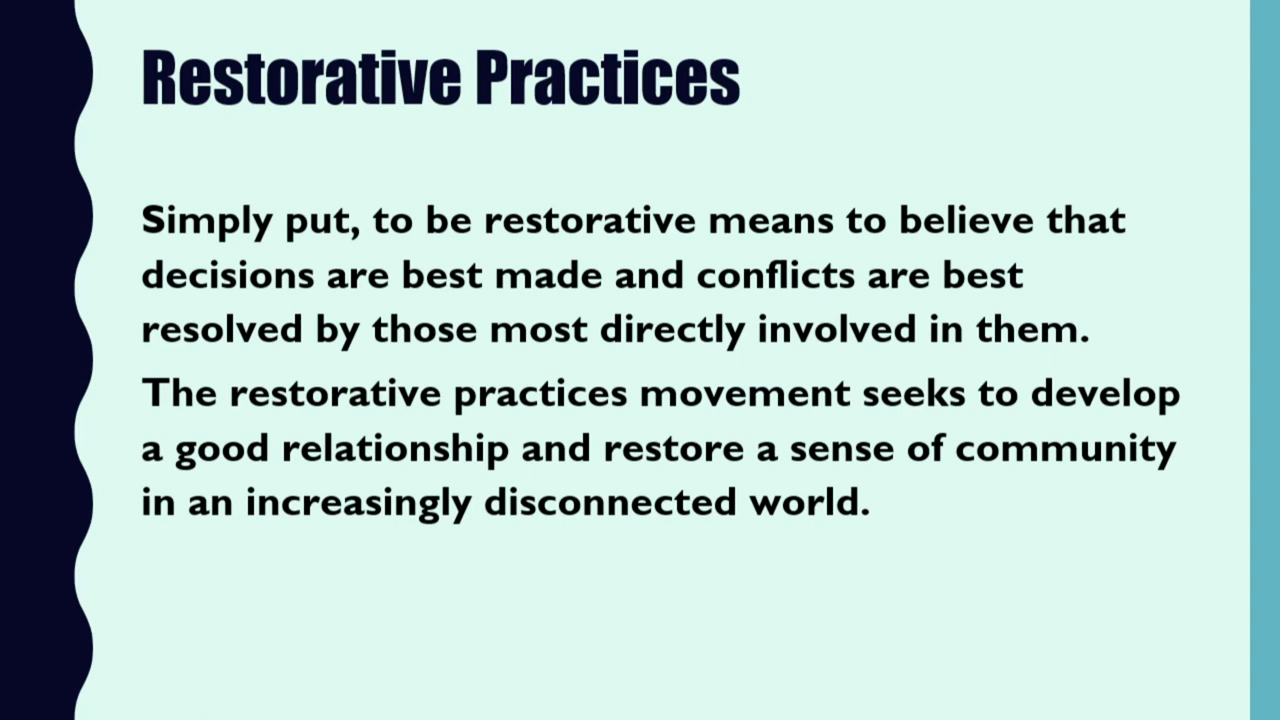 Restorative Practices
Simply put, to be restorative means to believe that
decisions are best made and conflicts are best
resolved by those most directly involved in them.
The restorative practices movement seeks to develop
a good relationship and restore a sense of community
in an increasingly disconnected world.